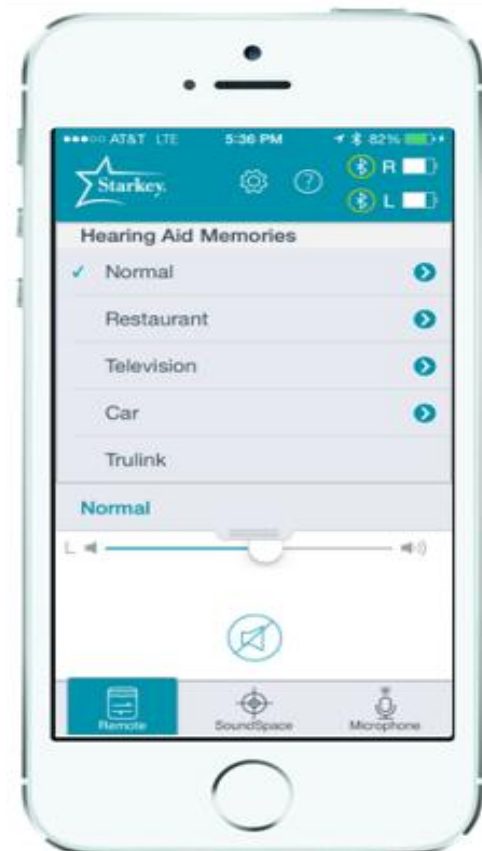 AT&T LTE 5:36 PM 82%
Starkey. ? R
L
Hearing Aid Memories
✓ Normal
Restaurant
Television
Car
Trulink
Normal
L
Remote SoundSpace Microphone